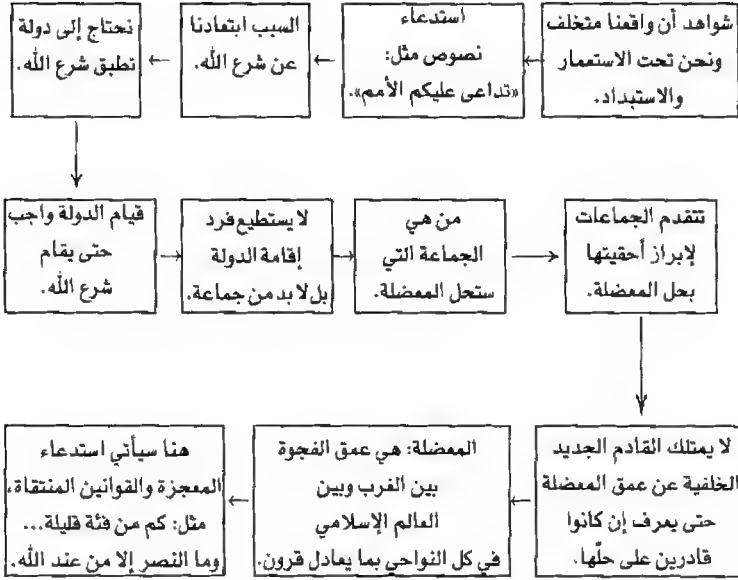 شواهد أن واقعنا متخلف
ونحن تحت الاستعمار
والاستبداد.
استدعاء
نصوص مثل:
«تداعى عليكم الأمم».
السبب ابتعادنا
عن شرع الله.
نحتاج إلى دولة
تطبق شرع الله.
قيام الدولة واجب
حتى يقام
شرع الله.
لا يستطيع فرد
إقامة الدولة
بل لا بد من جماعة.
من هي
الجماعة التي
ستحل المعضلة.
تتقدم الجماعات
لإبراز أحقيتها
بحل المعضلة.
لا يمتلك القادم الجديد
الخلفية عن عمق المعضلة
حتى يعرف إن كانوا
قادرين على حلّها.
المعضلة: هي عمق الفجوة
بين الغرب وبين
العالم الإسلامي
في كل النواحي بما يعادل قرون.
هنا سيأتي استدعاء
المعجزة والقوانين المنتقاة،
مثل: كم من فئة قليلة...
وما النصر إلا من عند الله.